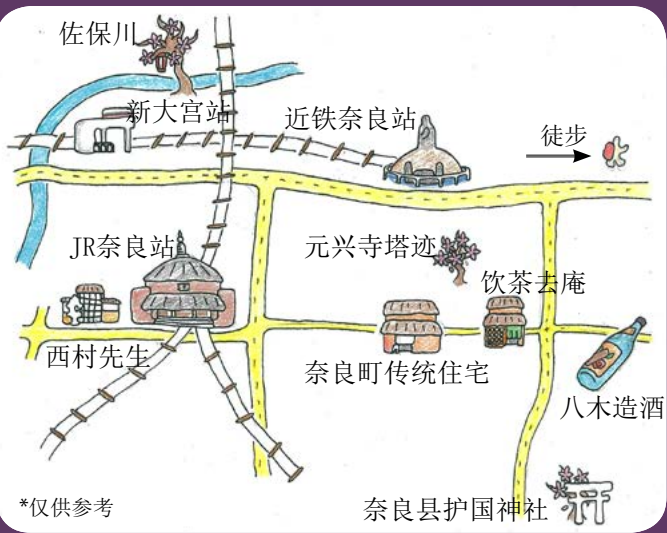 佐保川
新大宫站
近铁奈良站
徒步
JR奈良站
元兴寺塔迹
饮茶去庵
西村先生
奈良町传统住宅
八木造酒
*仅供参考
奈良县护国神社